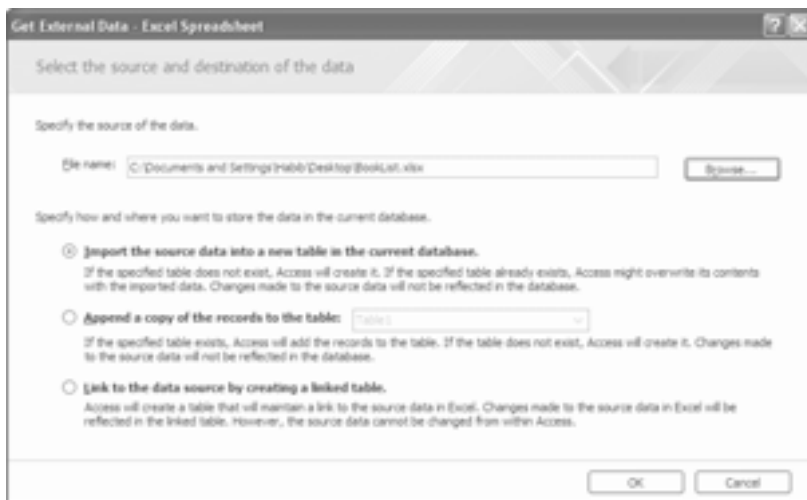 Get External Data - Excel Spreadsheet
Select the source and destination of the data
Specify the source of the data.
File name: C:\Documents and Settings\Habib\Desktop\BookList.xlsx Browse...
Specify how and where you want to store the data in the current database.
Import the source data into a new table in the current database.
If the specified table does not exist, Access will create it. If the specified table already exists, Access might overwrite its contents
with the imported data. Changes made to the source data will not be reflected in the database.
Append a copy of the records to the table: Table1
If the specified table exists, Access will add the records to the table. If the table does not exist, Access will create it. Changes made
to the source data will not be reflected in the database.
Link to the data source by creating a linked table.
Access will create a table that will maintain a link to the source data in Excel. Changes made to the source data in Excel will be
reflected in the linked table. However, the source data cannot be changed from within Access.
OK Cancel